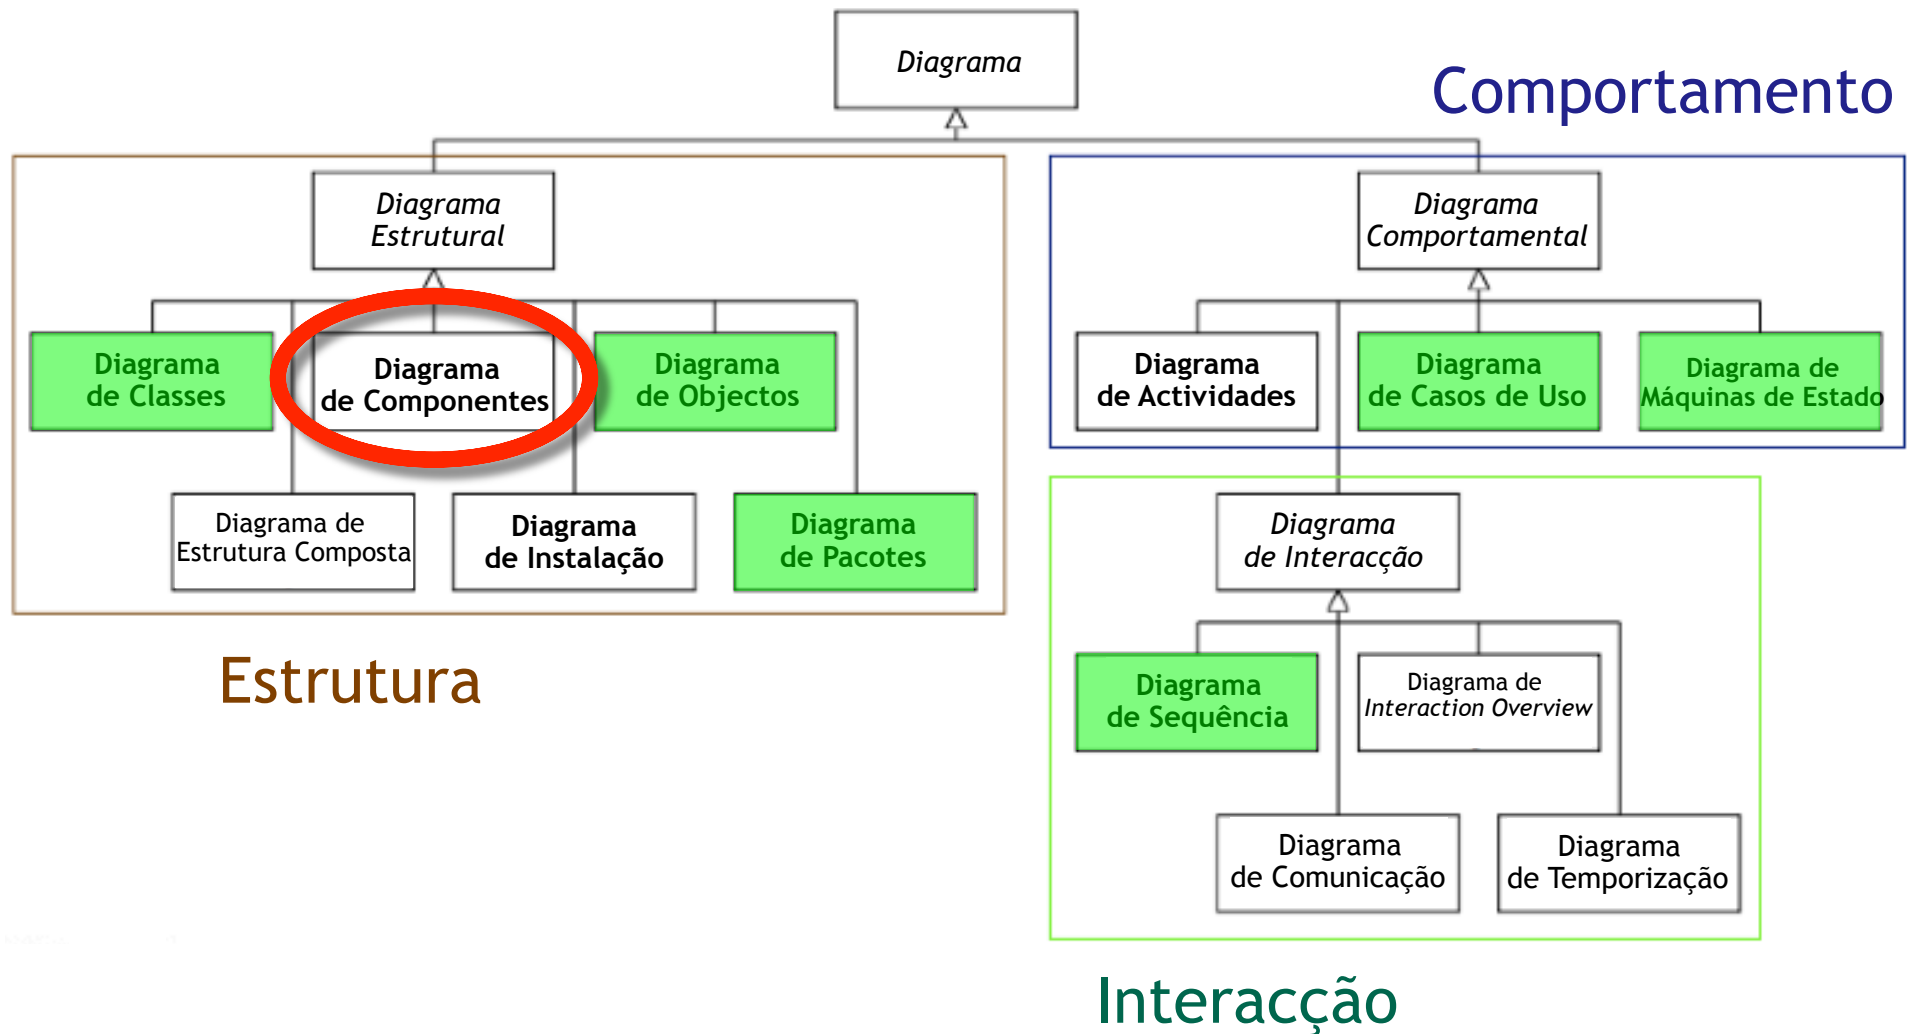 Diagrama
Comportamento
Diagrama
Estrutural
Diagrama
Comportamental
Diagrama
de Classes
Diagrama
de Componentes
Diagrama
de Objectos
Diagrama
de Actividades
Diagrama
de Casos de Uso
Diagrama de
Máquinas de Estado
Diagrama de
Estrutura Composta
Diagrama
de Instalação
Diagrama
de Pacotes
Diagrama
de Interacção
Estrutura
Diagrama
de Sequência
Diagrama de
Interaction Overview
Diagrama
de Comunicação
Diagrama
de Temporização
Interacção